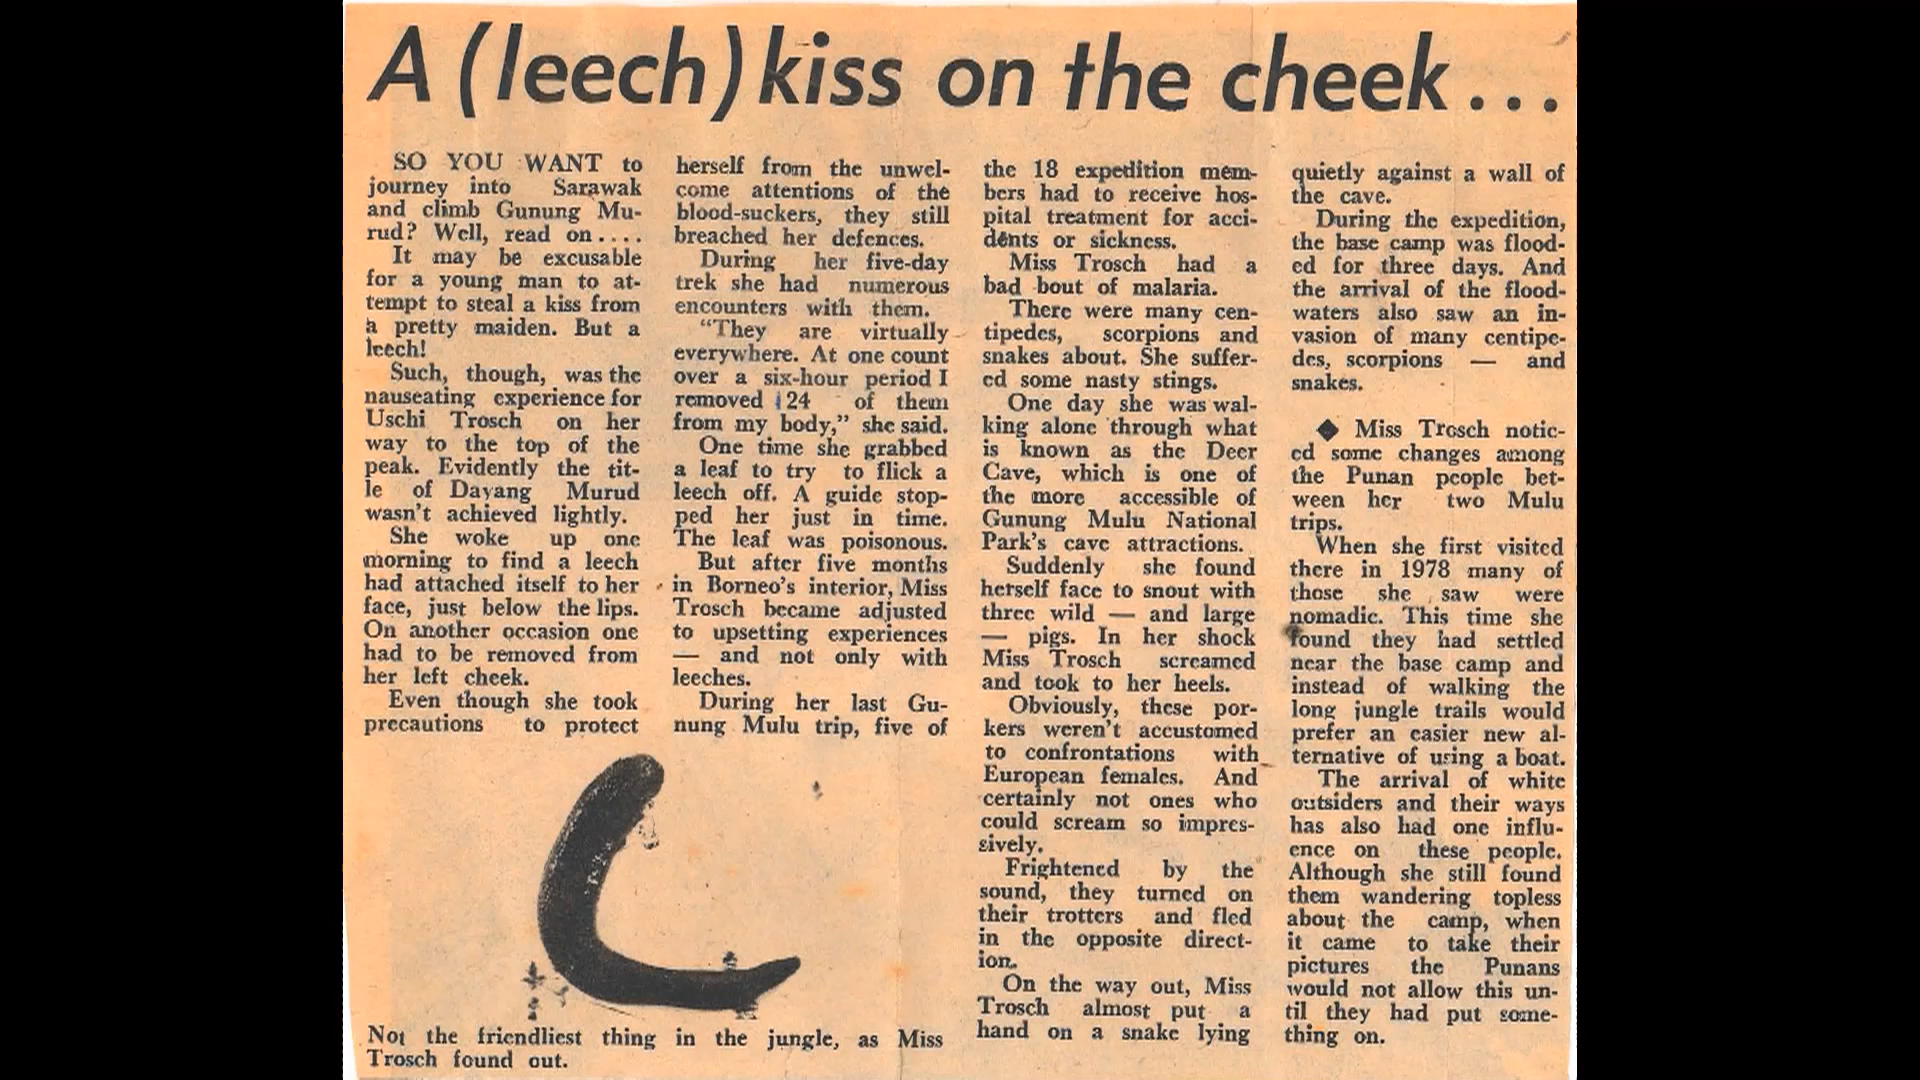 A (leech) kiss on the cheek...
SO YOU WANT to
journey into Sarawak
and climb Gunung Mu-
rud? Well, read on....
It may be excusable
for a young man to at-
tempt to steal a kiss from
a pretty maiden. But a
leech!
Such, though, was the
nauseating experience for
Uschi Trosch on her
way to the top of the
peak. Evidently the tit-
le of Dayang Murud
wasn't achieved lightly.
She woke up one
morning to find a leech
had attached itself to her
face, just below the lips.
On another occasion one
had to be removed from
her left cheek.
Even though she took
precautions to protect
herself from the unwel-
come attentions of the
blood-suckers, they still
breached her defences.
During her five-day
trek she had numerous
encounters with them.
"They are virtually
everywhere. At one count
over a six-hour period I
removed 24 of them
from my body," she said.
One time she grabbed
a leaf to try to flick a
leech off. A guide stop-
ped her just in time.
The leaf was poisonous.
But after five months
in Borneo's interior, Miss
Trosch became adjusted
to upsetting experiences
— and not only with
leeches.
During her last Gu-
nung Mulu trip, five of
the 18 expedition mem-
bers had to receive hos-
pital treatment for acci-
dents or sickness.
Miss Trosch had a
bad bout of malaria.
There were many cen-
tipedes, scorpions and
snakes about. She suffer-
ed some nasty stings.
One day she was wal-
king alone through what
is known as the Deer
Cave, which is one of
the more accessible of
Gunung Mulu National
Park's cave attractions.
Suddenly she found
herself face to snout with
three wild — and large
— pigs. In her shock
Miss Trosch screamed
and took to her heels.
Obviously, these por-
kers weren't accustomed
to confrontations with
European females. And
certainly not ones who
could scream so impres-
sively.
Frightened by the
sound, they turned on
their trotters and fled
in the opposite direct-
ion.
On the way out, Miss
Trosch almost put a
hand on a snake lying
quietly against a wall of
the cave.
During the expedition,
the base camp was flood-
ed for three days. And
the arrival of the flood-
waters also saw an in-
vasion of many centipe-
des, scorpions — and
snakes.
◆ Miss Trosch notic-
ed some changes among
the Punan people bet-
ween her two Mulu
trips.
When she first visited
there in 1978 many of
those she saw were
nomadic. This time she
found they had settled
near the base camp and
instead of walking the
long jungle trails would
prefer an easier new al-
ternative of using a boat.
The arrival of white
outsiders and their ways
has also had one influ-
ence on these people.
Although she still found
them wandering topless
about the camp, when
it came to take their
pictures the Punans
would not allow this un-
til they had put some-
thing on.
Not the friendliest thing in the jungle, as Miss
Trosch found out.